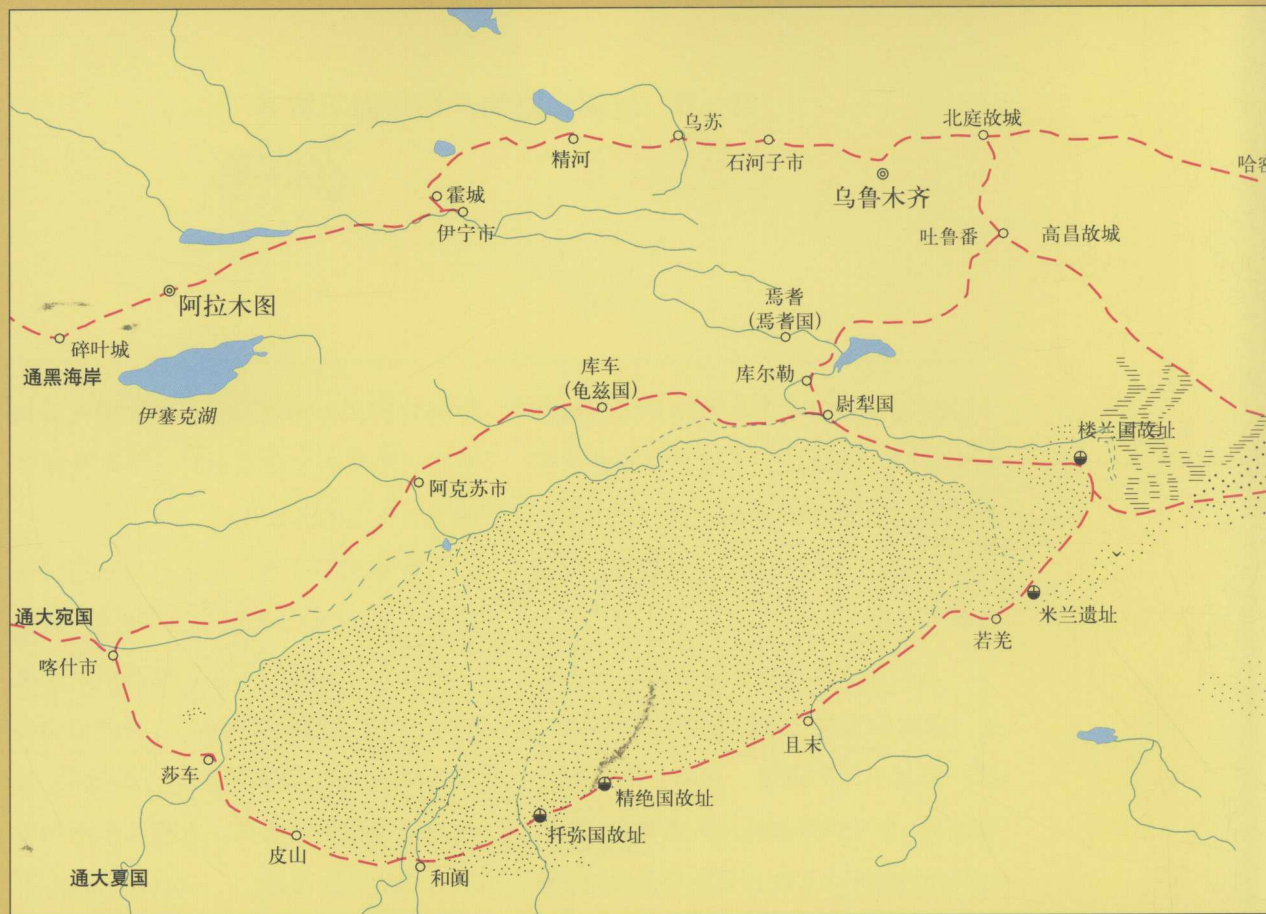 乌苏
北庭故城
精河
石河子市
哈密
乌鲁木齐
霍城
伊宁市
吐鲁番
高昌故城
阿拉木图
焉耆
(焉耆国)
碎叶城
通黑海岸
伊塞克湖
库车
(龟兹国)
库尔勒
尉犁国
楼兰国故址
阿克苏市
通大宛国
喀什市
米兰遗址
若羌
且末
莎车
精绝国故址
扜弥国故址
皮山
和阗
通大夏国